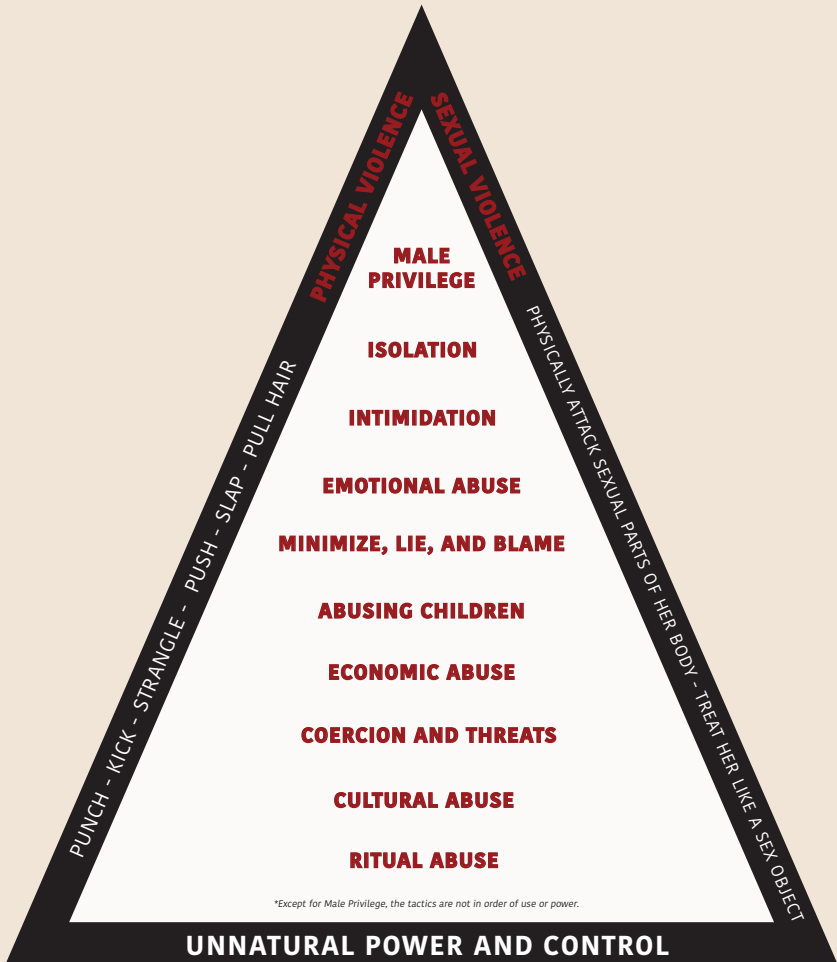 PHYSICAL VIOLENCE
SEXUAL VIOLENCE
PUNCH - KICK - STRANGLE - PUSH - SLAP - PULL HAIR
PHYSICALLY ATTACK SEXUAL PARTS OF HER BODY - TREAT HER LIKE A SEX OBJECT
MALE
PRIVILEGE
ISOLATION
INTIMIDATION
EMOTIONAL ABUSE
MINIMIZE, LIE, AND BLAME
ABUSING CHILDREN
ECONOMIC ABUSE
COERCION AND THREATS
CULTURAL ABUSE
RITUAL ABUSE
*Except for Male Privilege, the tactics are not in order of use or power.
UNNATURAL POWER AND CONTROL